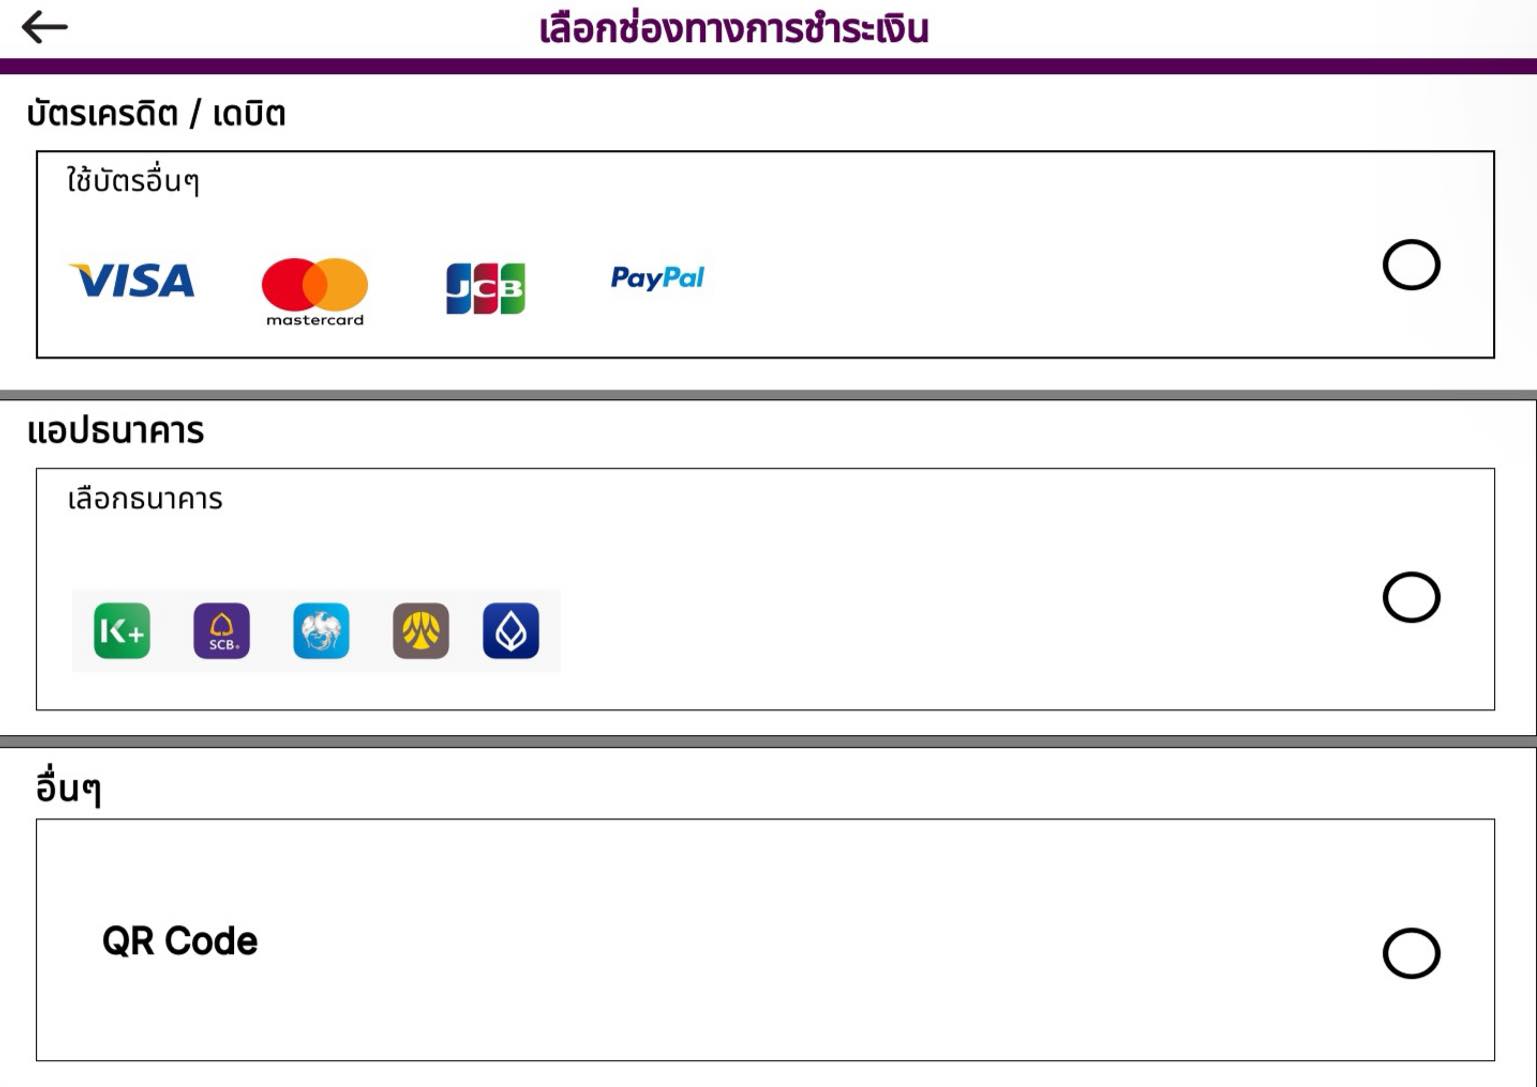 เลือกช่องทางการชำระเงิน
บัตรเครดิต / เดบิต
ใช้บัตรอื่นๆ
VISA mastercard JCB PayPal
แอปธนาคาร
เลือกธนาคาร
K+ SCB
อื่นๆ
QR Code